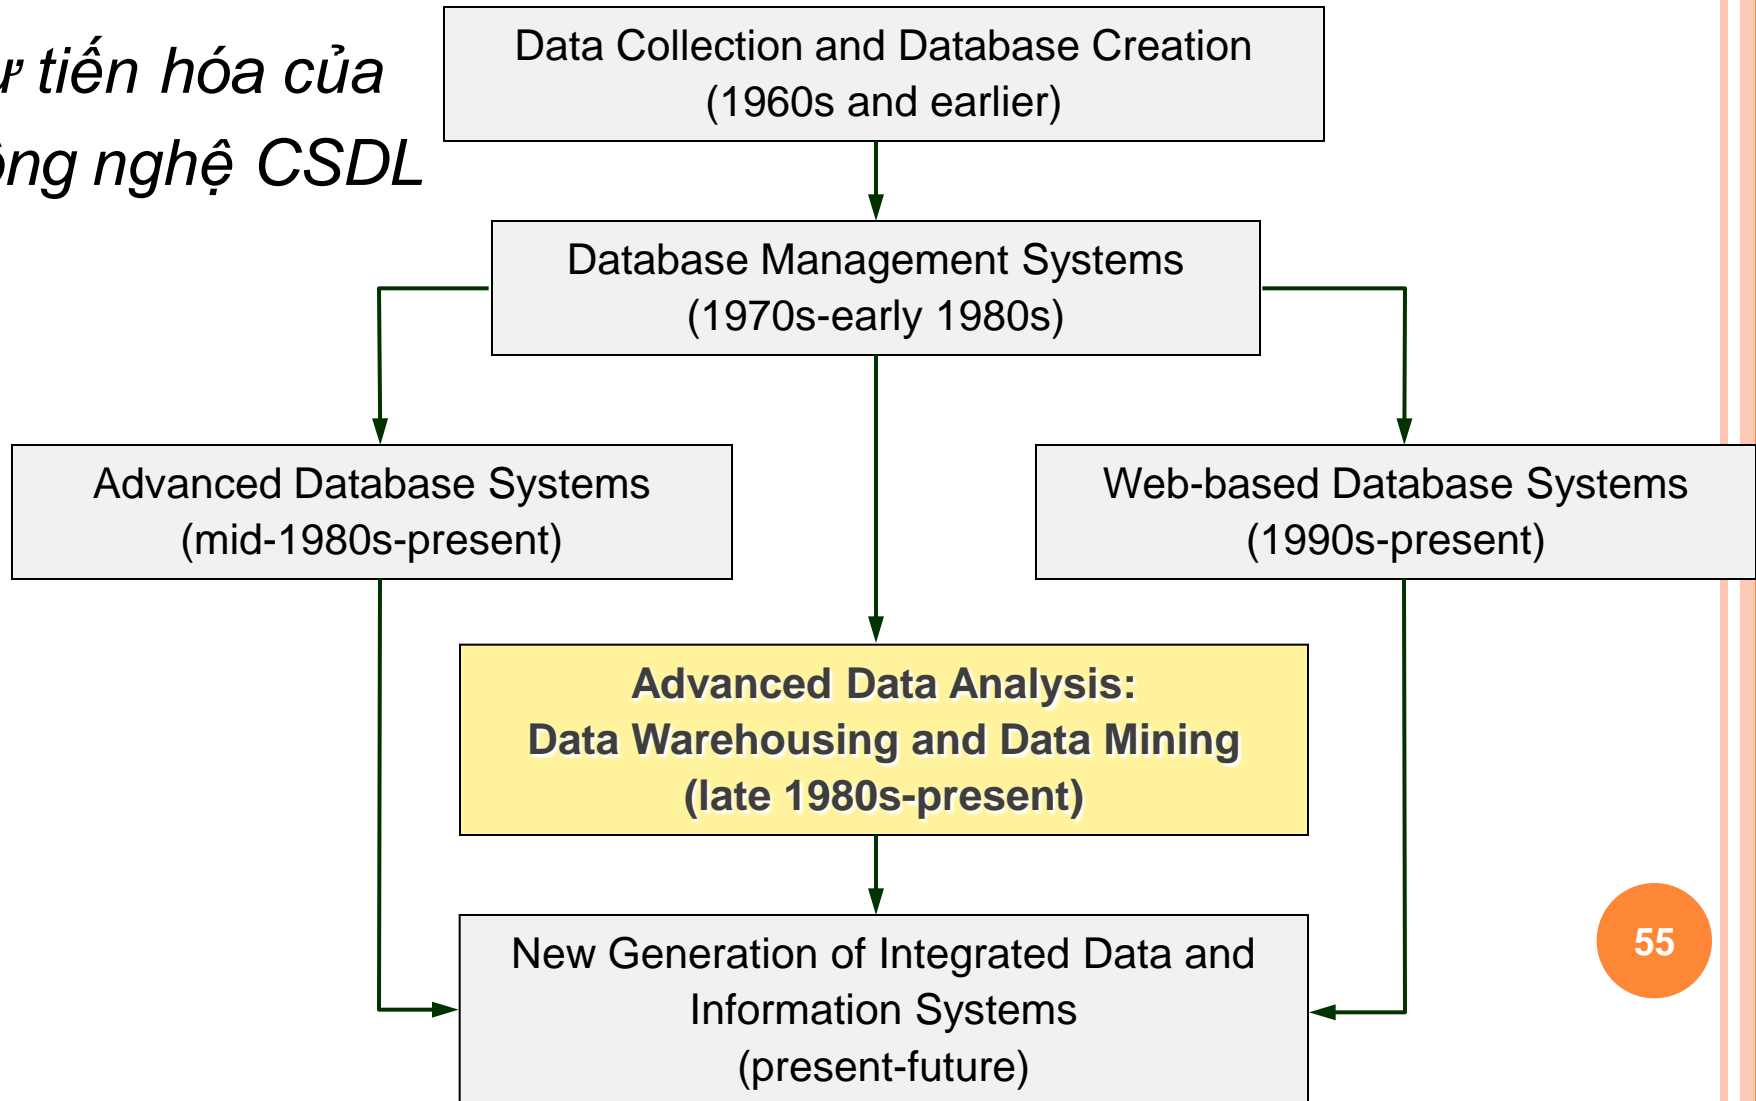 tiến hóa của
nghệ CSDL
Data Collection and Database Creation
(1960s and earlier)
Database Management Systems
(1970s-early 1980s)
Advanced Database Systems
(mid-1980s-present)
Web-based Database Systems
(1990s-present)
Advanced Data Analysis:
Data Warehousing and Data Mining
(late 1980s-present)
New Generation of Integrated Data and
Information Systems
(present-future)
55